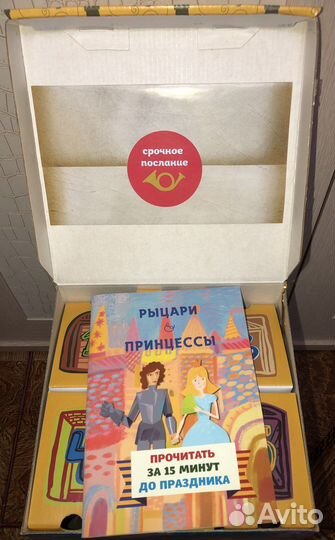 срочное
послание
РЫЦАРИ
&
ПРИНЦЕССЫ
ПРОЧИТАТЬ
ЗА 15 МИНУТ
ДО ПРАЗДНИКА
Avito